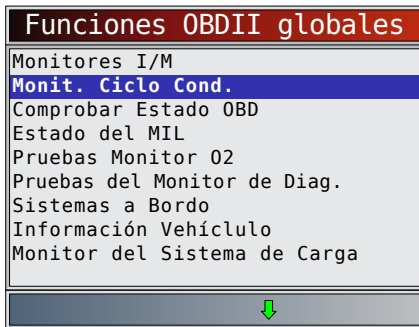 Funciones OBDII globales
Monitores I/M
Monit. Ciclo Cond.
Comprobar Estado OBD
Estado del MIL
Pruebas Monitor O2
Pruebas del Monitor de Diag.
Sistemas a Bordo
Información Vehíclulo
Monitor del Sistema de Carga